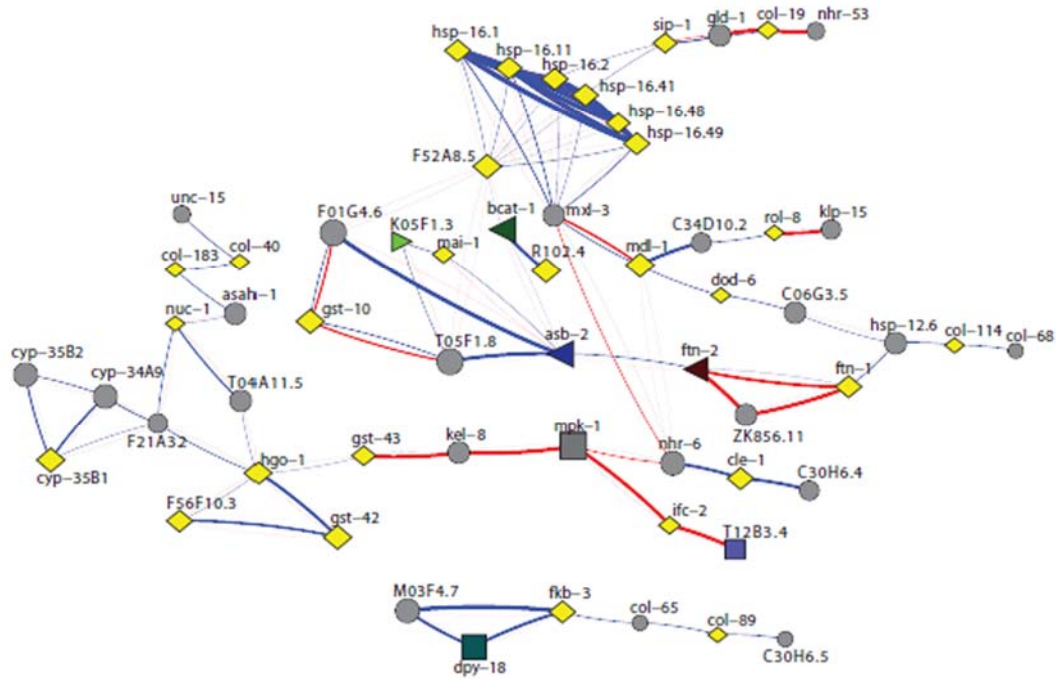 sip-1
gld-1
col-19
nhr-53
hsp-16.1
hsp-16.11
hsp-16.2
hsp-16.41
hsp-16.48
hsp-16.49
F52A8.5
unc-15
F01G4.6
K05F1.3
bcat-1
mxl-3
C34D10.2
rol-8
klp-15
col-40
mai-1
R102.4
mdl-1
col-183
dod-6
asah-1
C06G3.5
nuc-1
gst-10
hsp-12.6
col-114
col-68
cyp-35B2
T05F1.8
asb-2
ftn-2
cyp-34A9
ftn-1
T04A11.5
ZK856.11
F21A32
gst-43
kel-8
mpk-1
nhr-6
cle-1
C30H6.4
cyp-35B1
hgo-1
F56F10.3
gst-42
ifc-2
T12B3.4
M03F4.7
fkb-3
col-65
col-89
C30H6.5
dpy-18